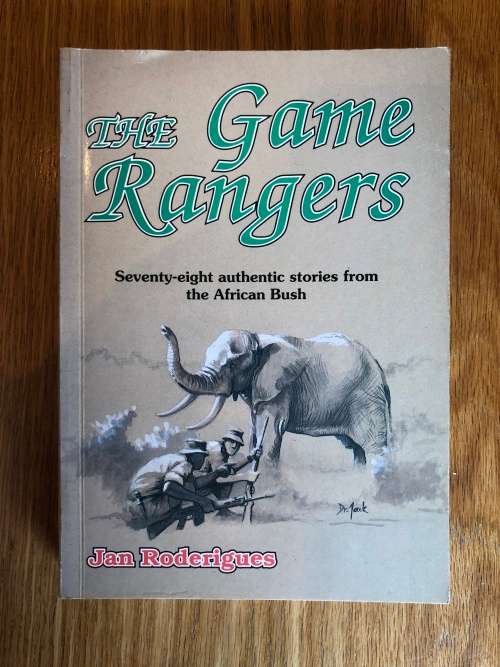 THE Game
Rangers
Seventy-eight authentic stories from
the African Bush
Jan Roderigues